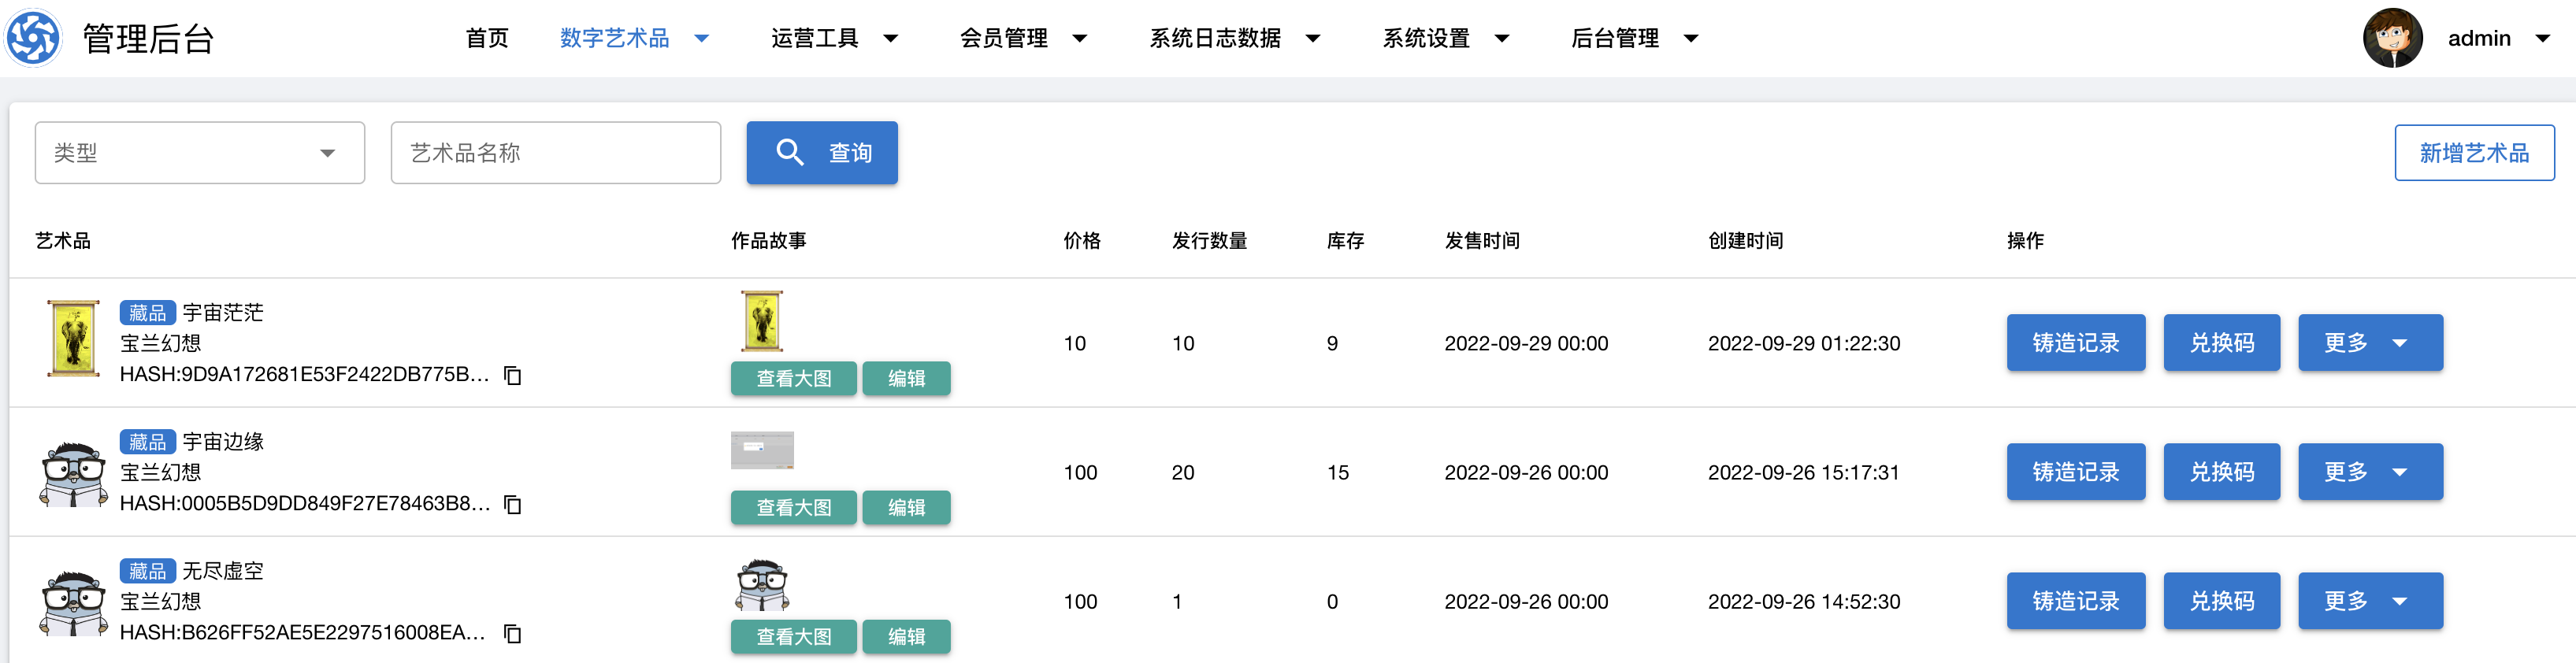 管理后台 首页 数字艺术品 运营工具 会员管理 系统日志数据 系统设置 后台管理 admin
类型 艺术品名称 查询 新增艺术品
艺术品 作品故事 价格 发行数量 库存 发售时间 创建时间 操作
藏品 宇宙茫茫
宝兰幻想
HASH:9D9A172681E53F2422DB775B...
查看大图 编辑
10 10 9 2022-09-29 00:00 2022-09-29 01:22:30 铸造记录 兑换码 更多
藏品 宇宙边缘
宝兰幻想
HASH:0005B5D9DD849F27E78463B8...
查看大图 编辑
100 20 15 2022-09-26 00:00 2022-09-26 15:17:31 铸造记录 兑换码 更多
藏品 无尽虚空
宝兰幻想
HASH:B626FF52AE5E2297516008EA...
查看大图 编辑
100 1 0 2022-09-26 00:00 2022-09-26 14:52:30 铸造记录 兑换码 更多